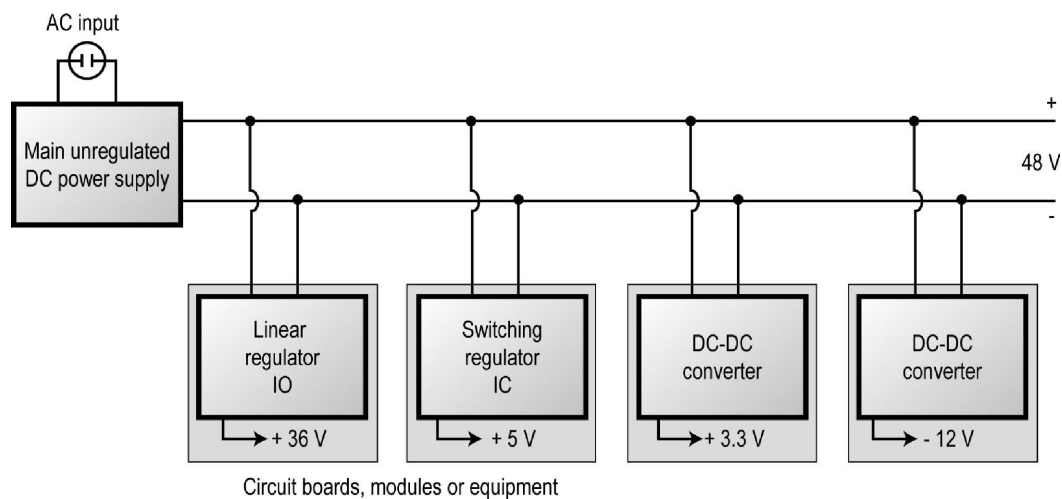 AC input
Main unregulated
DC power supply
+
48 V
-
Linear
regulator
IO
Switching
regulator
IC
DC-DC
converter
DC-DC
converter
+ 36 V
+ 5 V
+ 3.3 V
- 12 V
Circuit boards, modules or equipment